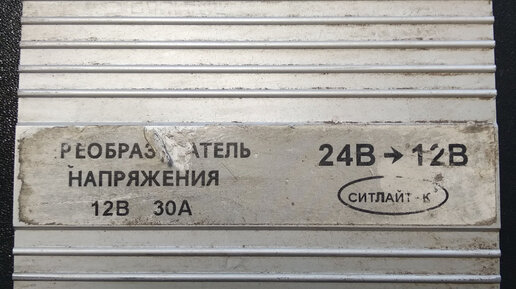 РЕОБРАЗ АТЕЛЬ
НАПРЯЖЕНИЯ
12В 30А
24В → 12В
СИТЛАЙТ-К